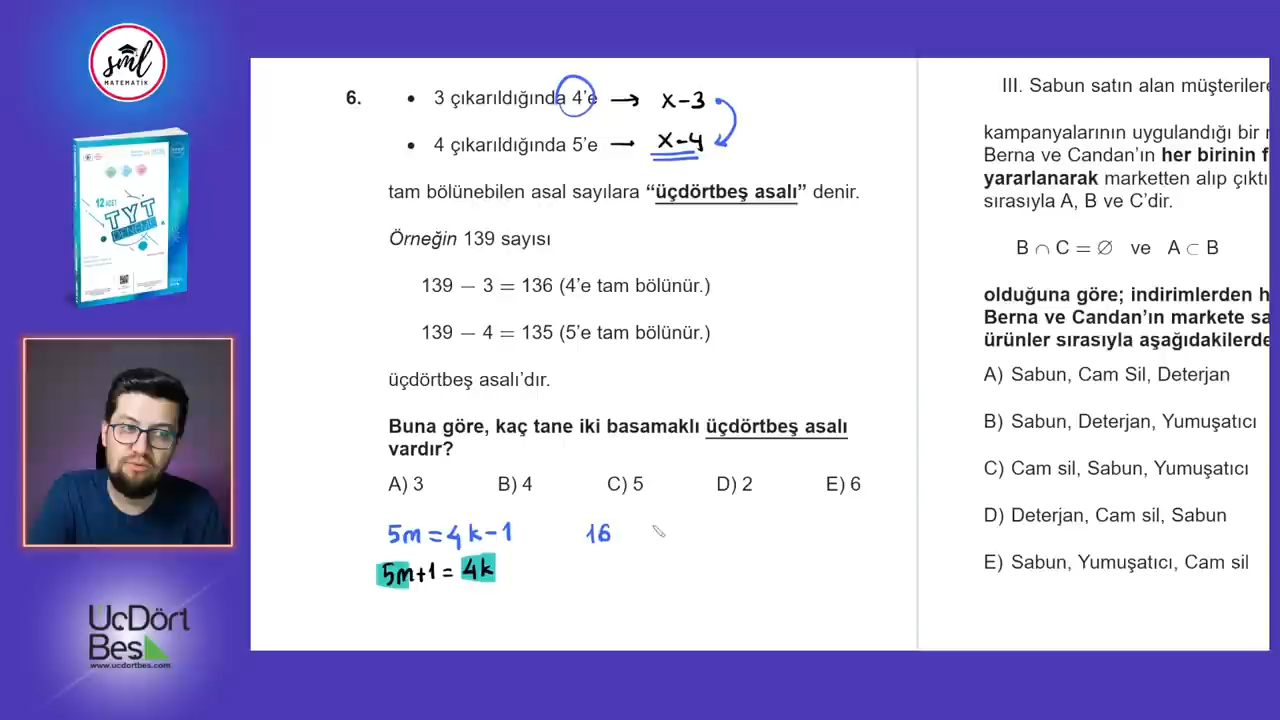 sml
MATEMATİK
12 ADET
TYT
DENEME
UcDört
Bes
www.ucdortbes.com
6. • 3 çıkarıldığında 4’e → x-3
• 4 çıkarıldığında 5’e → x-4
tam bölünebilen asal sayılara “üçdörtbeş asalı” denir.
Örneğin 139 sayısı
139 − 3 = 136 (4’e tam bölünür.)
139 − 4 = 135 (5’e tam bölünür.)
üçdörtbeş asalı’dır.
Buna göre, kaç tane iki basamaklı üçdörtbeş asalı
vardır?
A) 3 B) 4 C) 5 D) 2 E) 6
5m = 4k-1 16
5m+1 = 4k
III. Sabun satın alan müşterilere
kampanyalarının uygulandığı bir
Berna ve Candan’ın her birinin
yararlanarak marketten alıp çıktı
sırasıyla A, B ve C’dir.
B ∩ C = ∅ ve A ⊂ B
olduğuna göre; indirimlerden
Berna ve Candan’ın markete
ürünler sırasıyla aşağıdakilerde
A) Sabun, Cam Sil, Deterjan
B) Sabun, Deterjan, Yumuşatıcı
C) Cam sil, Sabun, Yumuşatıcı
D) Deterjan, Cam sil, Sabun
E) Sabun, Yumuşatıcı, Cam sil